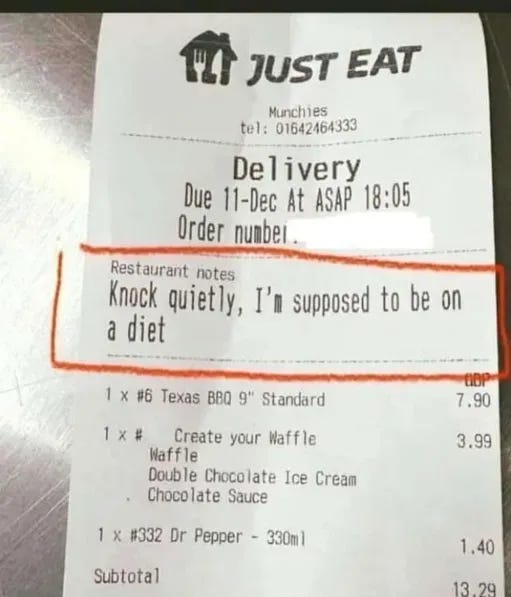 JUST EAT
Munchies
tel: 01642464333
Delivery
Due 11-Dec At ASAP 18:05
Order number.
Restaurant notes
Knock quietly, I'm supposed to be on
a diet
GBP
1 x #6 Texas BBQ 9" Standard 7.90
1 x # Create your Waffle 3.99
Waffle
Double Chocolate Ice Cream
Chocolate Sauce
1 x #332 Dr Pepper - 330ml 1.40
Subtotal 13.29